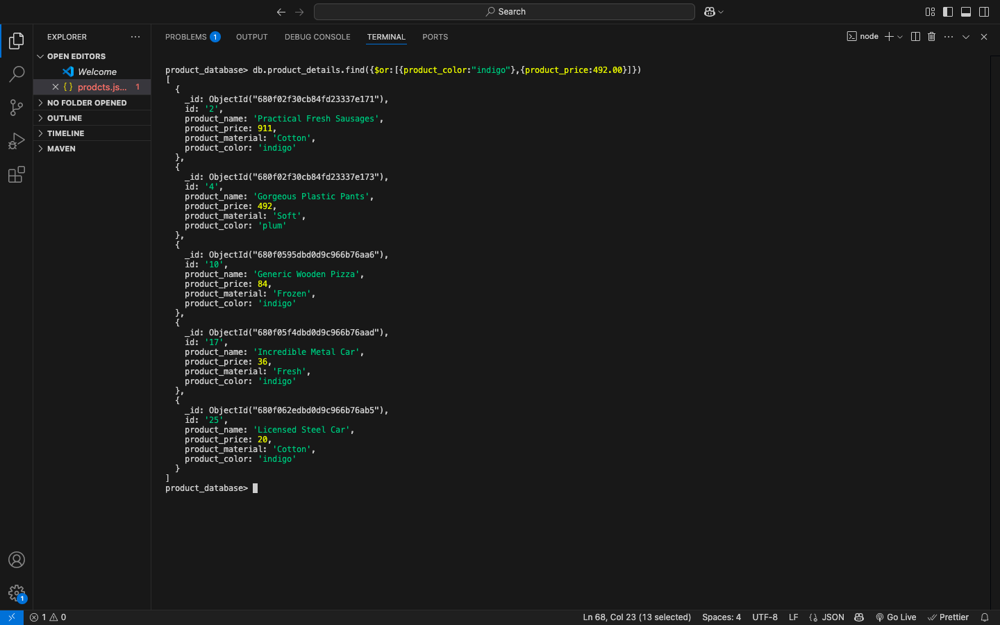 Search
EXPLORER
OPEN EDITORS
Welcome
{ } prodcts.js... 1
NO FOLDER OPENED
OUTLINE
TIMELINE
MAVEN
PROBLEMS 1 OUTPUT DEBUG CONSOLE TERMINAL PORTS
node
product_database> db.product_details.find({$or:[{product_color:"indigo"},{product_price:492.00}]})
[
  {
    _id: ObjectId("680f02f30cb84fd23337e171"),
    id: '2',
    product_name: 'Practical Fresh Sausages',
    product_price: 911,
    product_material: 'Cotton',
    product_color: 'indigo'
  },
  {
    _id: ObjectId("680f02f30cb84fd23337e173"),
    id: '4',
    product_name: 'Gorgeous Plastic Pants',
    product_price: 492,
    product_material: 'Soft',
    product_color: 'plum'
  },
  {
    _id: ObjectId("680f0595dbd0d9c966b76aa6"),
    id: '10',
    product_name: 'Generic Wooden Pizza',
    product_price: 84,
    product_material: 'Frozen',
    product_color: 'indigo'
  },
  {
    _id: ObjectId("680f05f4dbd0d9c966b76aad"),
    id: '17',
    product_name: 'Incredible Metal Car',
    product_price: 36,
    product_material: 'Fresh',
    product_color: 'indigo'
  },
  {
    _id: ObjectId("680f062edbd0d9c966b76ab5"),
    id: '25',
    product_name: 'Licensed Steel Car',
    product_price: 20,
    product_material: 'Cotton',
    product_color: 'indigo'
  }
]
product_database>
1
1 0
Ln 68, Col 23 (13 selected) Spaces: 4 UTF-8 LF JSON Go Live Prettier